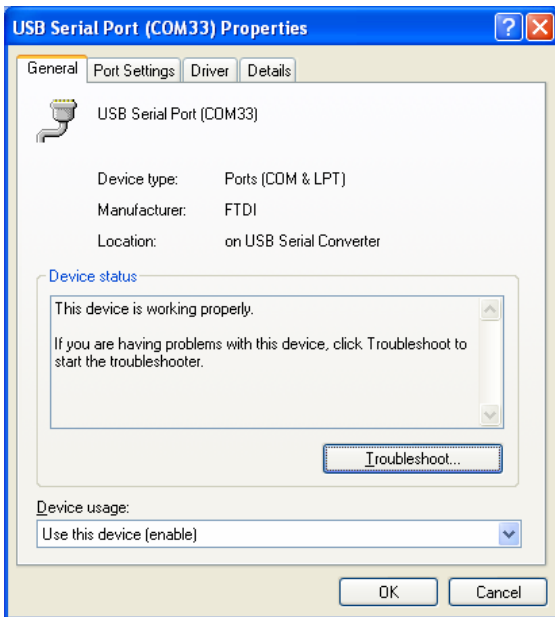 USB Serial Port (COM33) Properties
General Port Settings Driver Details
USB Serial Port (COM33)
Device type: Ports (COM & LPT)
Manufacturer: FTDI
Location: on USB Serial Converter
Device status
This device is working properly.
If you are having problems with this device, click Troubleshoot to
start the troubleshooter.
Troubleshoot...
Device usage:
Use this device (enable)
OK Cancel